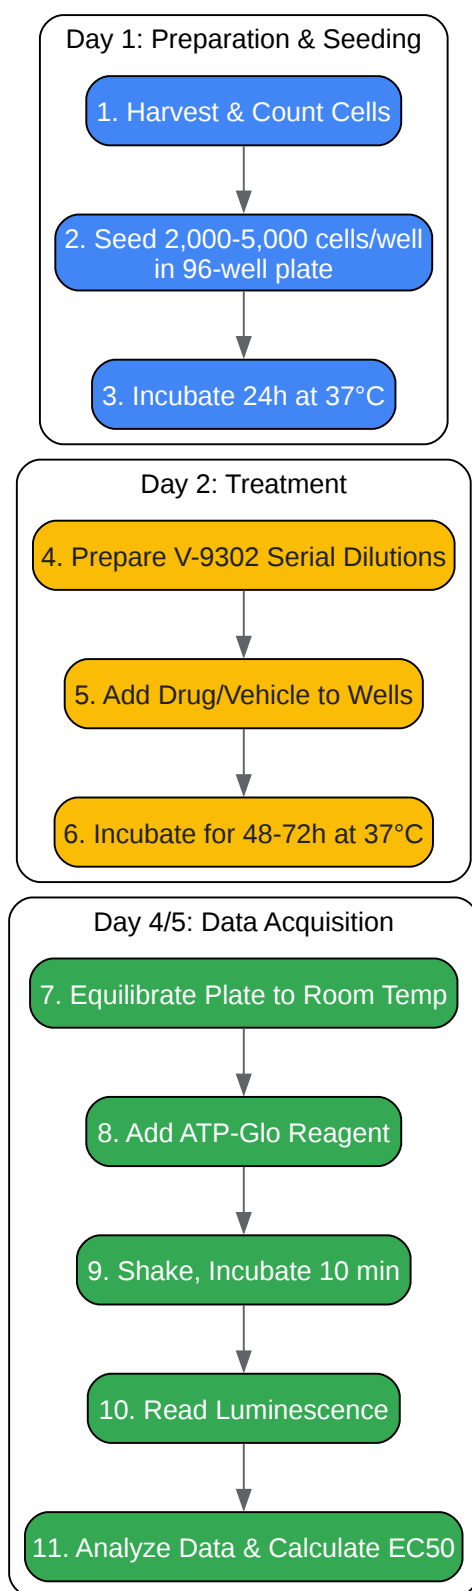 Day 1: Preparation & Seeding
1. Harvest & Count Cells
2. Seed 2,000-5,000 cells/well
in 96-well plate
3. Incubate 24h at 37°C
Day 2: Treatment
4. Prepare V-9302 Serial Dilutions
5. Add Drug/Vehicle to Wells
6. Incubate for 48-72h at 37°C
Day 4/5: Data Acquisition
7. Equilibrate Plate to Room Temp
8. Add ATP-Glo Reagent
9. Shake, Incubate 10 min
10. Read Luminescence
11. Analyze Data & Calculate EC50